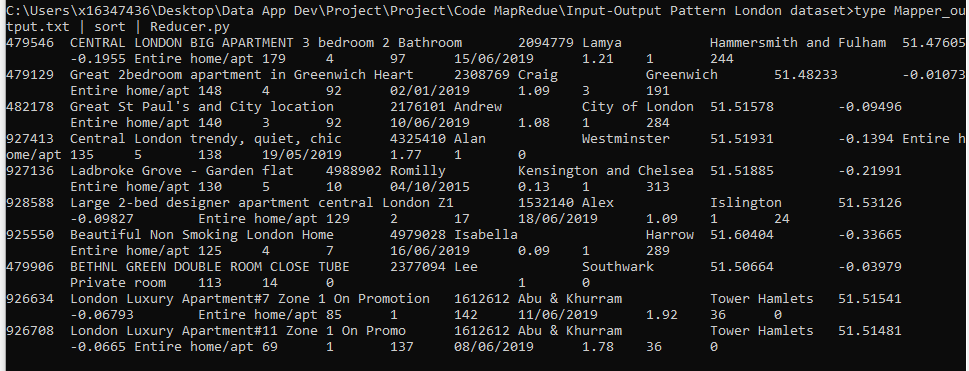 C:\Users\x16347436\Desktop\Data App Dev\Project\Project\Code MapRedue\Input-Output Pattern London dataset>type Mapper_ou
tput.txt | sort | Reducer.py
479546 CENTRAL LONDON BIG APARTMENT 3 bedroom 2 Bathroom 2094779 Lamya Hammersmith and Fulham 51.47605
-0.1955 Entire home/apt 179 4 97 15/06/2019 1.21 1 244
479129 Great 2bedroom apartment in Greenwich Heart 2308769 Craig Greenwich 51.48233 -0.01073
Entire home/apt 148 4 92 02/01/2019 1.09 3 191
482178 Great St Paul's and City location 2176101 Andrew City of London 51.51578 -0.09496
Entire home/apt 140 3 92 10/06/2019 1.08 1 284
927413 Central London trendy, quiet, chic 4325410 Alan Westminster 51.51931 -0.1394 Entire h
ome/apt 135 5 138 19/05/2019 1.77 1 0
927136 Ladbroke Grove - Garden flat 4988902 Romilly Kensington and Chelsea 51.51885 -0.21991
Entire home/apt 130 5 10 04/10/2015 0.13 1 313
928588 Large 2-bed designer apartment central London Z1 1532140 Alex Islington 51.53126
-0.09827 Entire home/apt 129 2 17 18/06/2019 1.09 1 24
925550 Beautiful Non Smoking London Home 4979028 Isabella Harrow 51.60404 -0.33665
Entire home/apt 125 4 7 16/06/2019 0.09 1 289
479906 BETHNL GREEN DOUBLE ROOM CLOSE TUBE 2377094 Lee Southwark 51.50664 -0.03979
Private room 113 14 0 1 0
926634 London Luxury Apartment#7 Zone 1 On Promotion 1612612 Abu & Khurram Tower Hamlets 51.51541
-0.06793 Entire home/apt 85 1 142 11/06/2019 1.92 36 0
926708 London Luxury Apartment#11 Zone 1 On Promo 1612612 Abu & Khurram Tower Hamlets 51.51481
-0.0665 Entire home/apt 69 1 137 08/06/2019 1.78 36 0